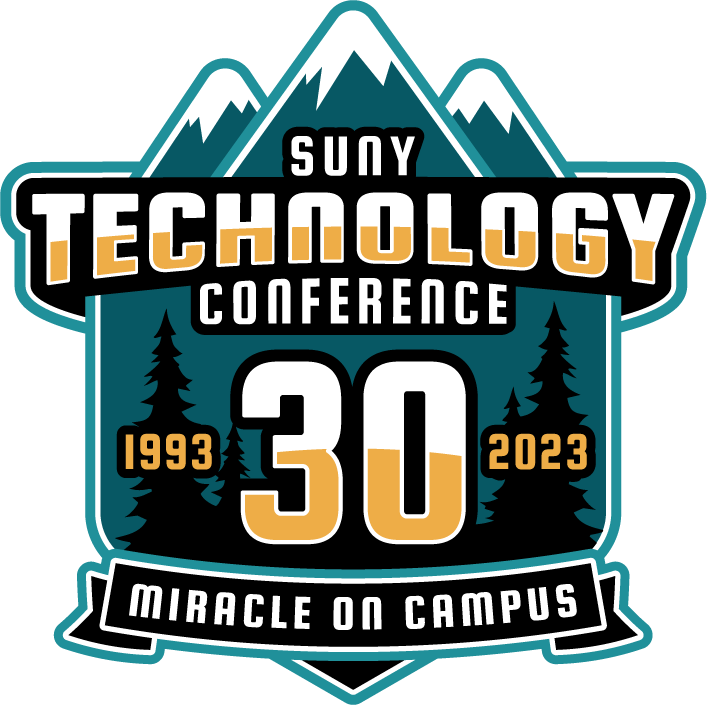 SUNY
TECHNOLOGY
CONFERENCE
30
1993
2023
MIRACLE ON CAMPUS